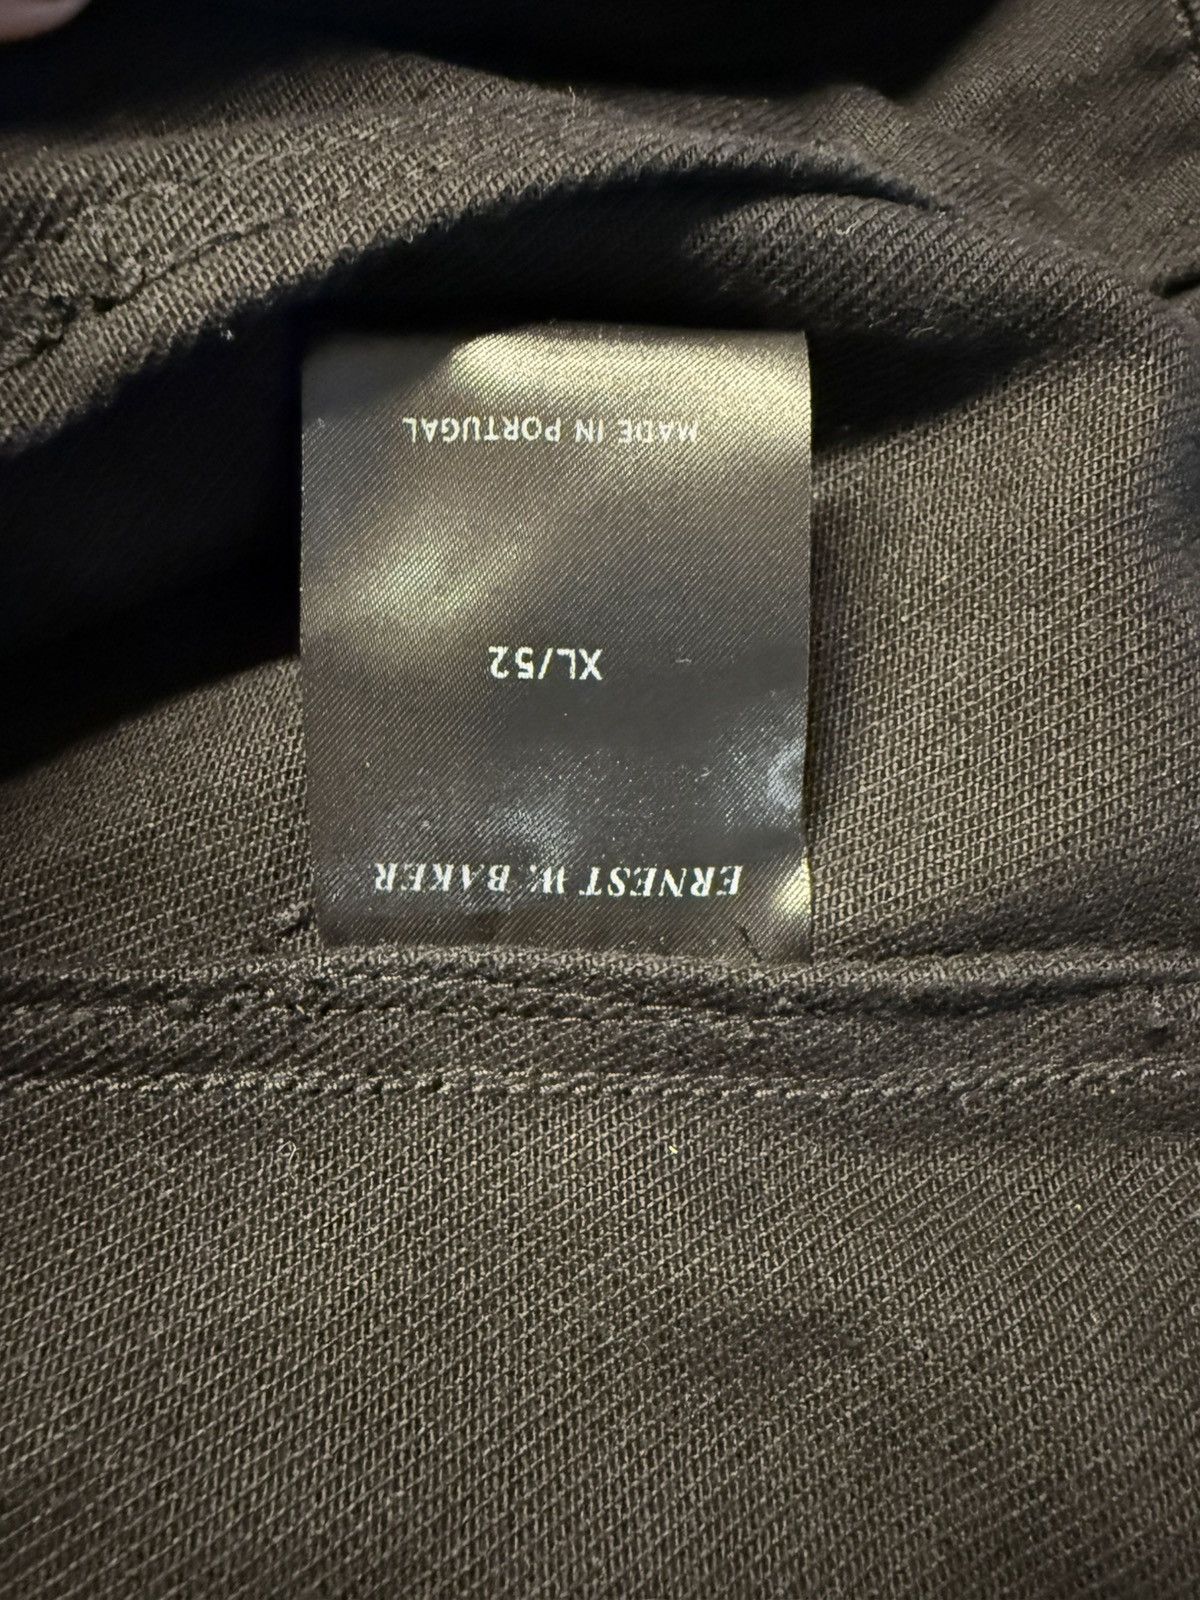 ERNEST W. BAKER
XL/52
MADE IN PORTUGAL